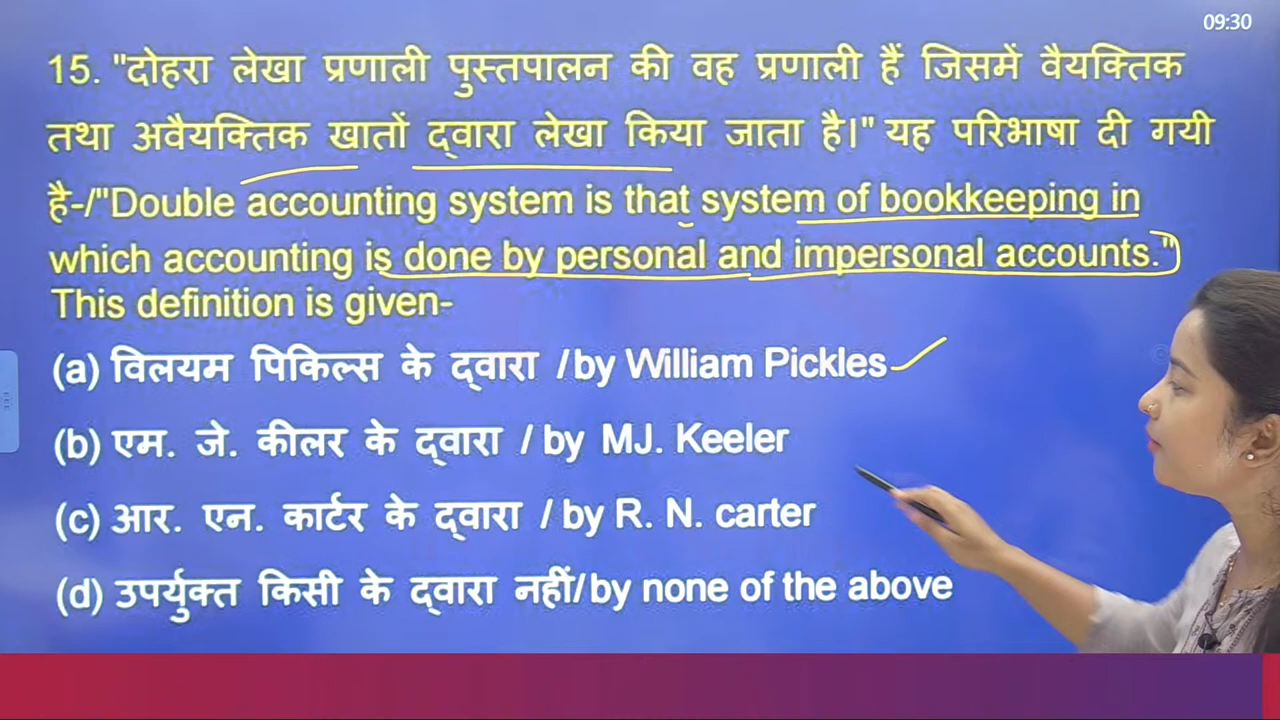 09:30
15. "दोहरा लेखा प्रणाली पुस्तपालन की वह प्रणाली हैं जिसमें वैयक्तिक
तथा अवैयक्तिक खातों द्वारा लेखा किया जाता है।" यह परिभाषा दी गयी
है-/"Double accounting system is that system of bookkeeping in
which accounting is done by personal and impersonal accounts."
This definition is given-
(a) विलयम पिकिल्स के द्वारा /by William Pickles
(b) एम. जे. कीलर के द्वारा / by MJ. Keeler
(c) आर. एन. कार्टर के द्वारा / by R. N. carter
(d) उपर्युक्त किसी के द्वारा नहीं/by none of the above